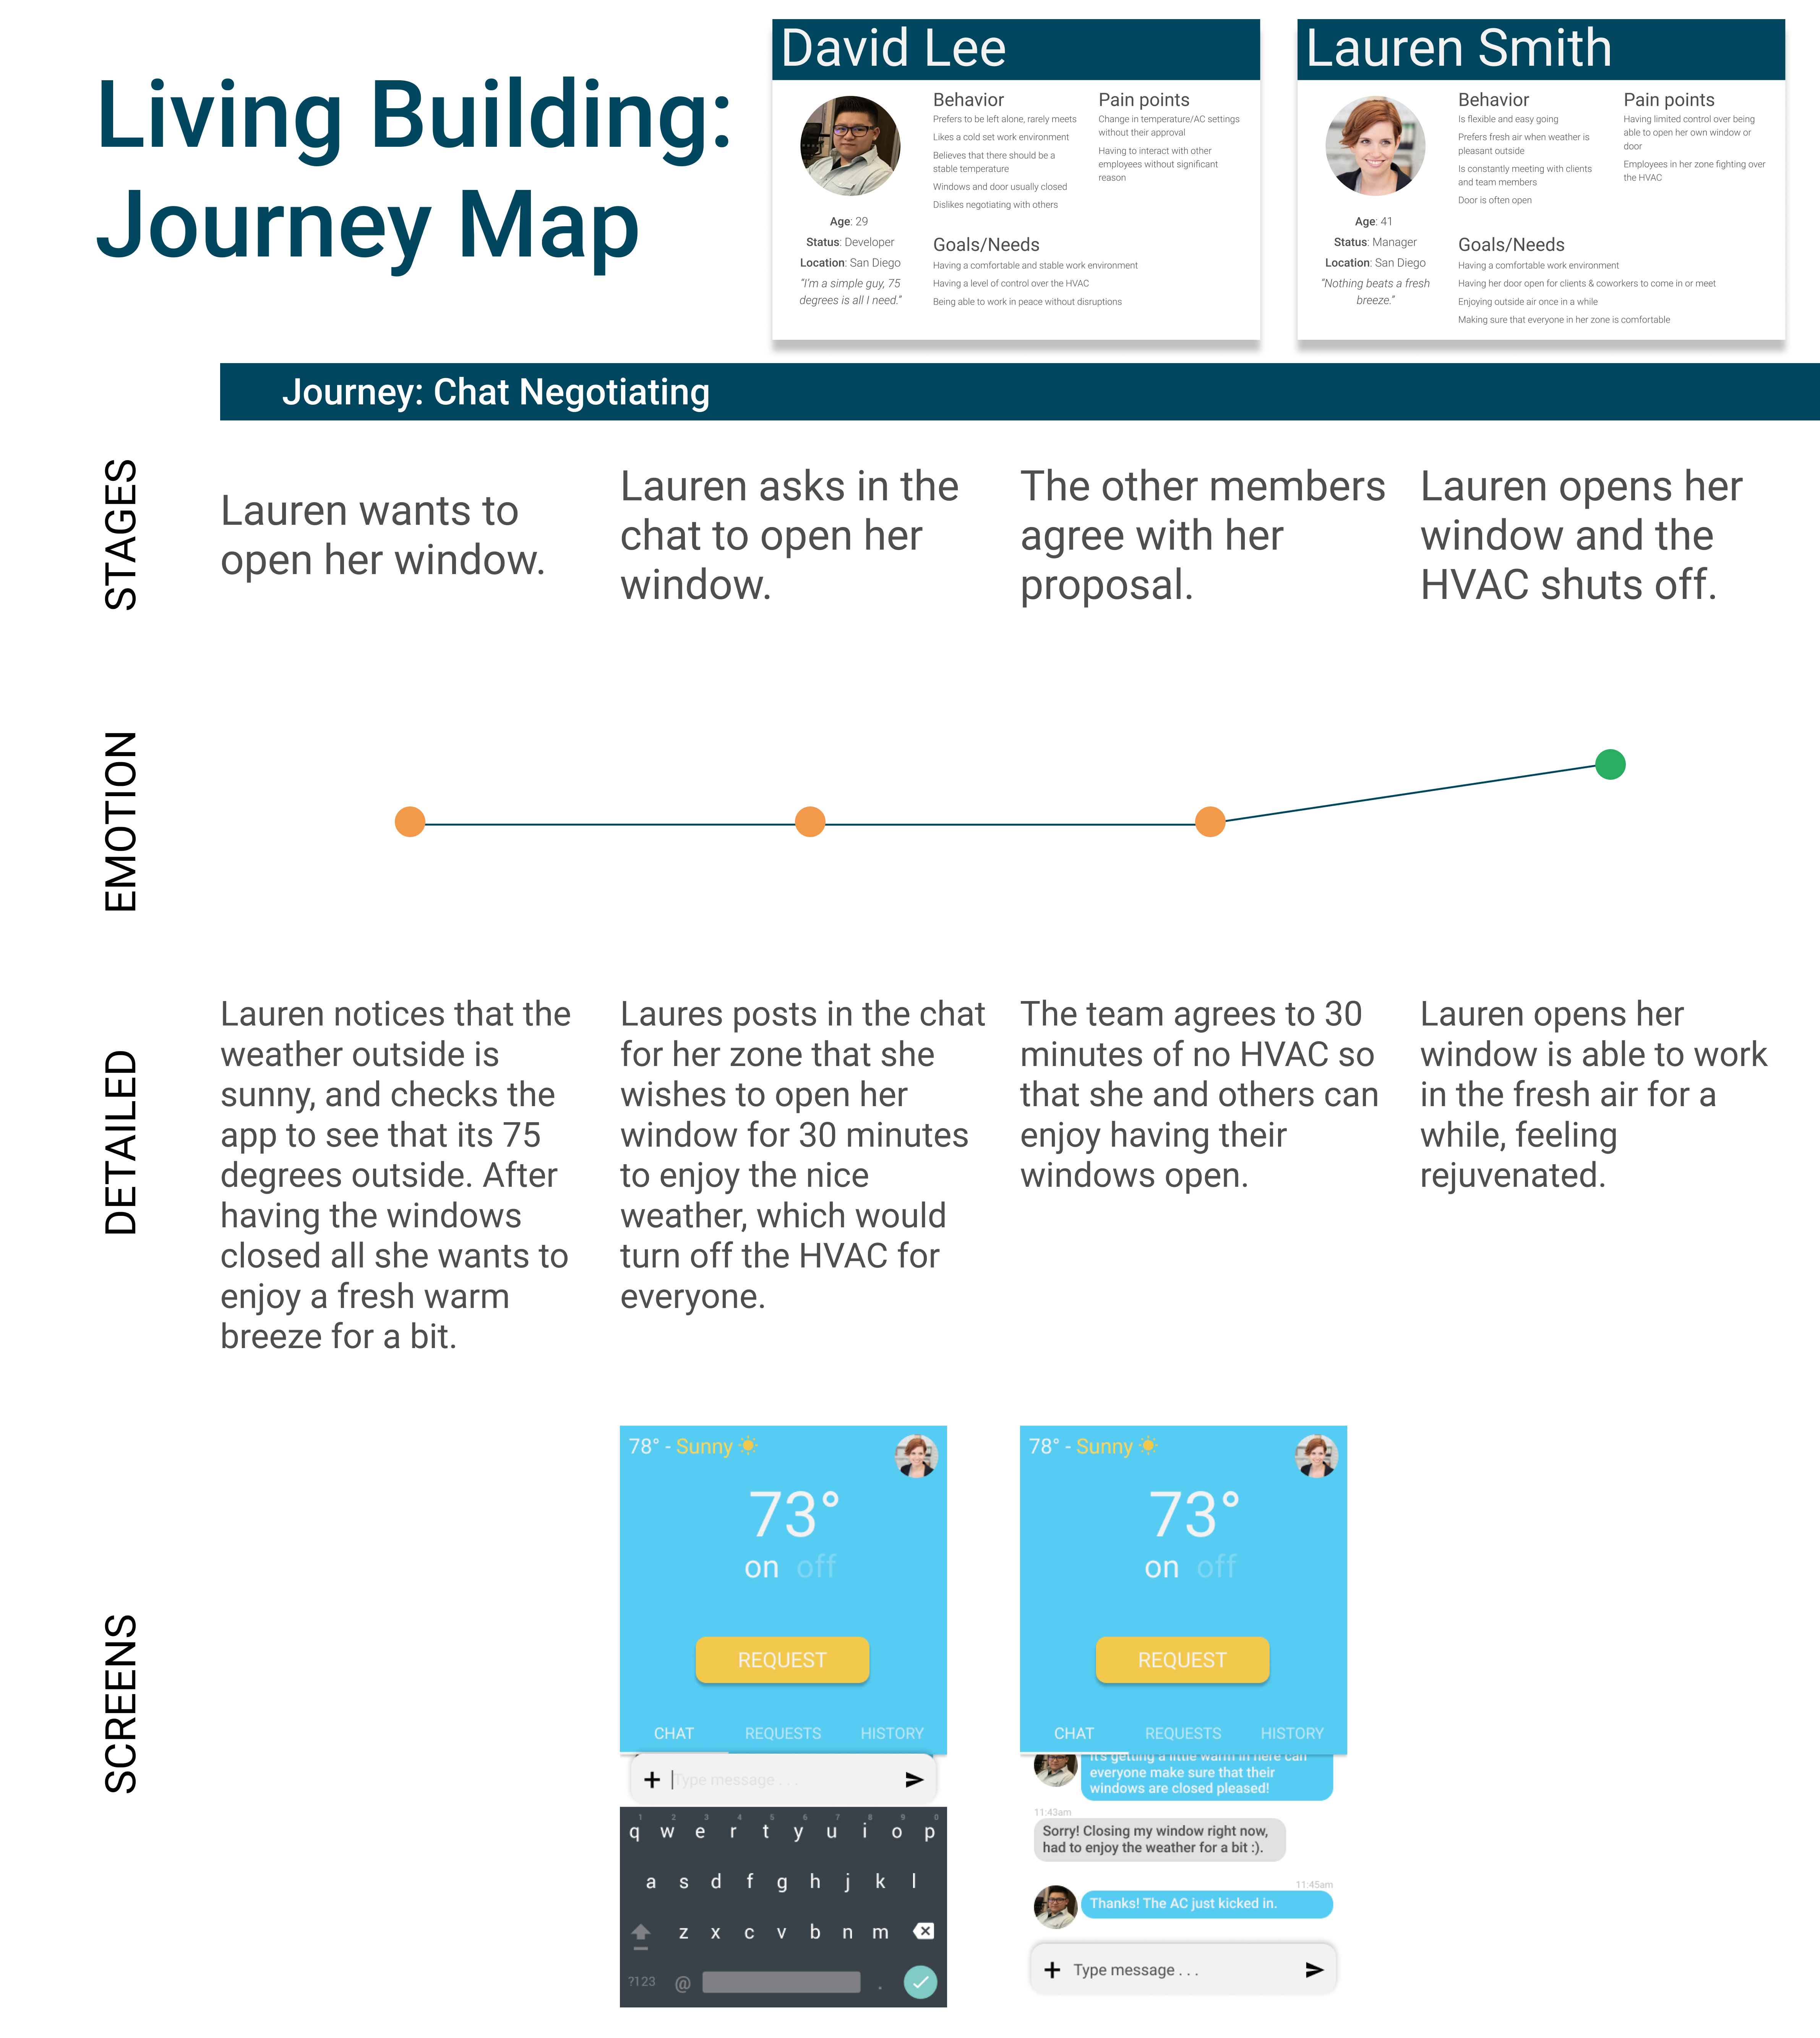 Living Building:
Journey Map
David Lee
Age: 29
Status: Developer
Location: San Diego
“I’m a simple guy, 75
degrees is all I need.”
Behavior
Prefers to be left alone, rarely meets
Likes a cold set work environment
Believes that there should be a
stable temperature
Windows and door usually closed
Dislikes negotiating with others
Pain points
Change in temperature/AC settings
without their approval
Having to interact with other
employees without significant
reason
Goals/Needs
Having a comfortable and stable work environment
Having a level of control over the HVAC
Being able to work in peace without disruptions
Lauren Smith
Age: 41
Status: Manager
Location: San Diego
“Nothing beats a fresh
breeze.”
Behavior
Is flexible and easy going
Prefers fresh air when weather is
pleasant outside
Is constantly meeting with clients
and team members
Door is often open
Pain points
Having limited control over being
able to open her own window or
door
Employees in her zone fighting over
the HVAC
Goals/Needs
Having a comfortable work environment
Having her door open for clients & coworkers to come in or meet
Enjoying outside air once in a while
Making sure that everyone in her zone is comfortable
Journey: Chat Negotiating
STAGES
Lauren wants to
open her window.
Lauren asks in the
chat to open her
window.
The other members
agree with her
proposal.
Lauren opens her
window and the
HVAC shuts off.
EMOTION
DETAILED
Lauren notices that the
weather outside is
sunny, and checks the
app to see that its 75
degrees outside. After
having the windows
closed all she wants to
enjoy a fresh warm
breeze for a bit.
Laures posts in the chat
for her zone that she
wishes to open her
window for 30 minutes
to enjoy the nice
weather, which would
turn off the HVAC for
everyone.
The team agrees to 30
minutes of no HVAC so
that she and others can
enjoy having their
windows open.
Lauren opens her
window is able to work
in the fresh air for a
while, feeling
rejuvenated.
SCREENS
78° - Sunny
73°
on off
REQUEST
CHAT REQUESTS HISTORY
+ Type message . . .
1 2 3 4 5 6 7 8 9 0
q w e r t y u i o p
a s d f g h j k l
z x c v b n m
?123 @ .
78° - Sunny
73°
on off
REQUEST
CHAT REQUESTS HISTORY
It's getting a little warm in here can
everyone make sure that their
windows are closed pleased!
11:43am
Sorry! Closing my window right now,
had to enjoy the weather for a bit :).
11:45am
Thanks! The AC just kicked in.
+ Type message . . .